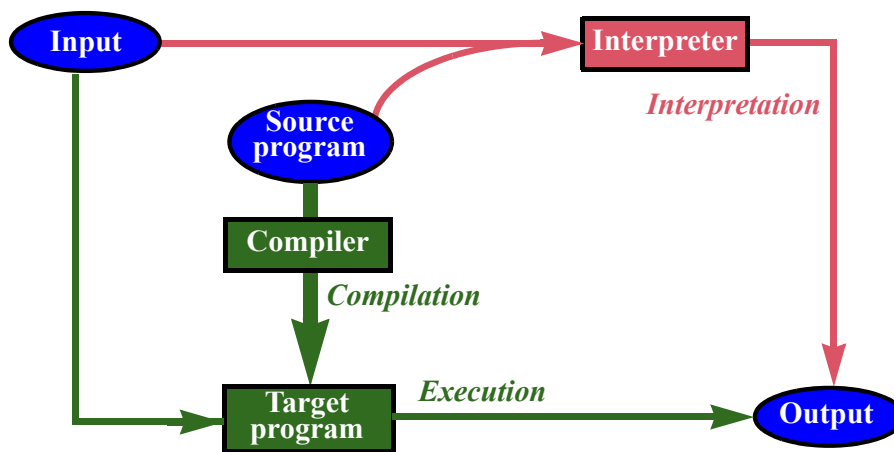 Input
Interpreter
Interpretation
Source
program
Compiler
Compilation
Target
program
Execution
Output